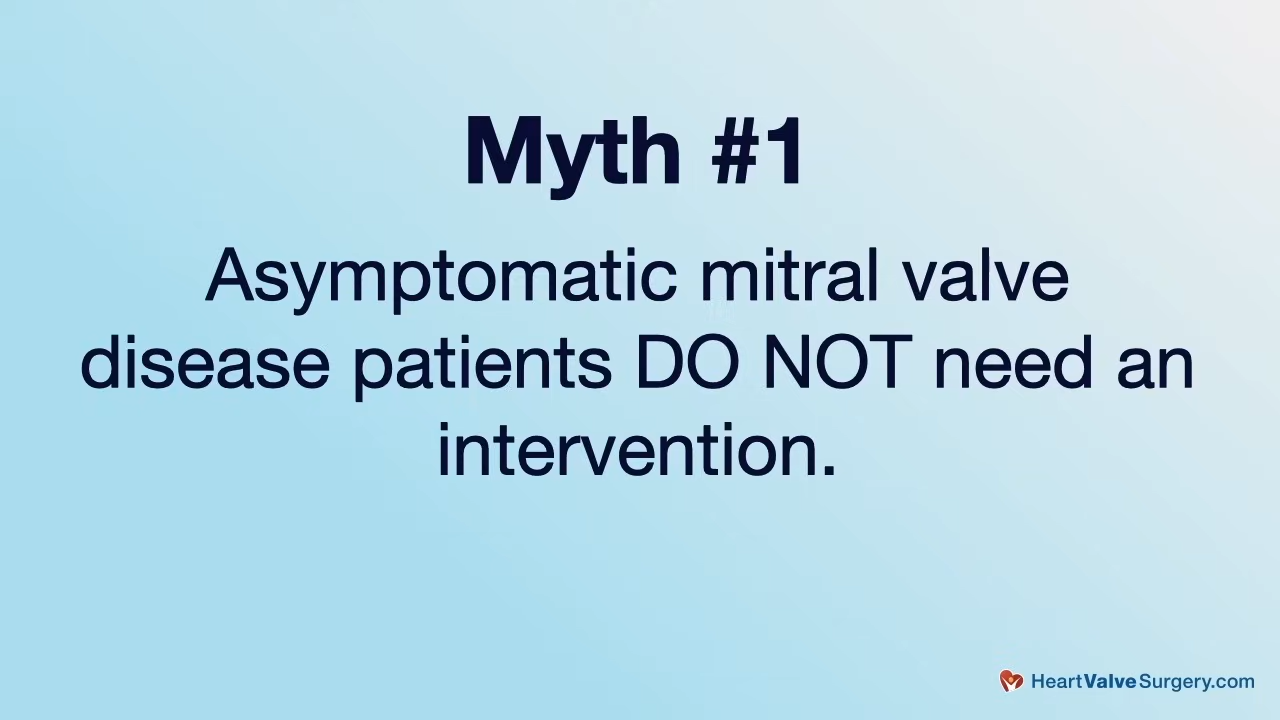 Myth #1
Asymptomatic mitral valve
disease patients DO NOT need an
intervention.
HeartValveSurgery.com